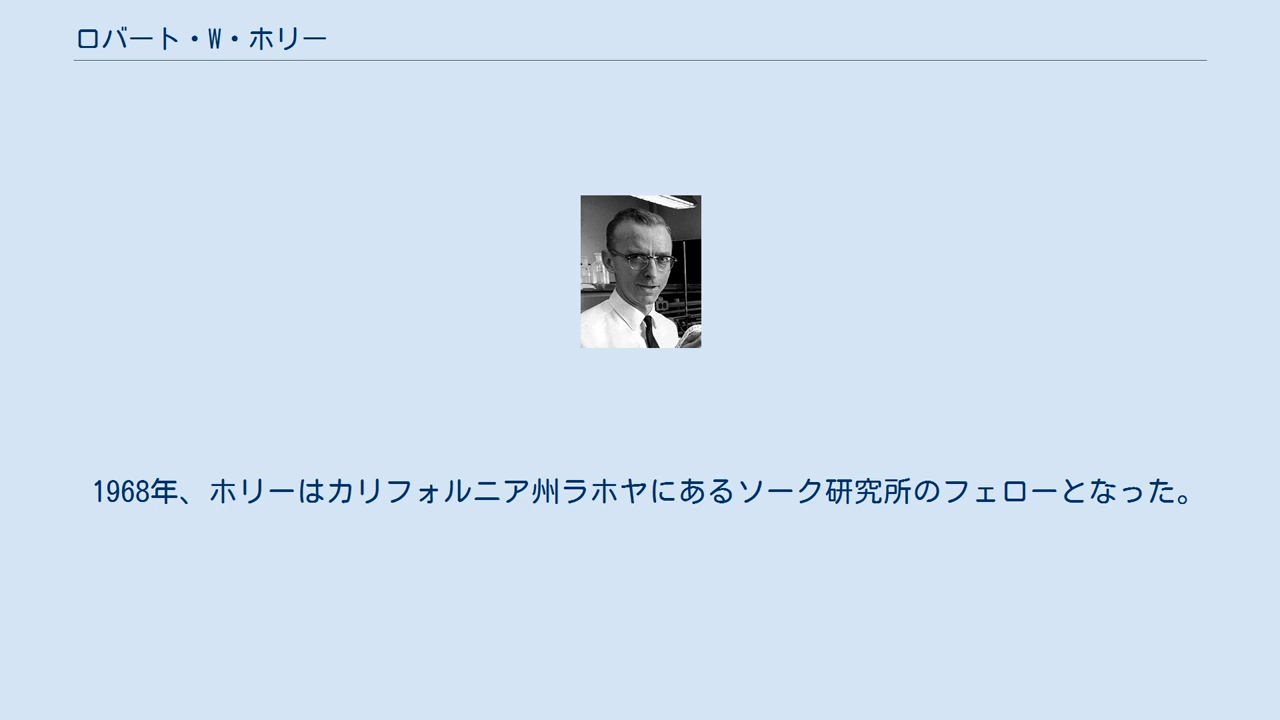 ロバート・W・ホリー
1968年、ホリーはカリフォルニア州ラホヤにあるソーク研究所のフェローとなった。